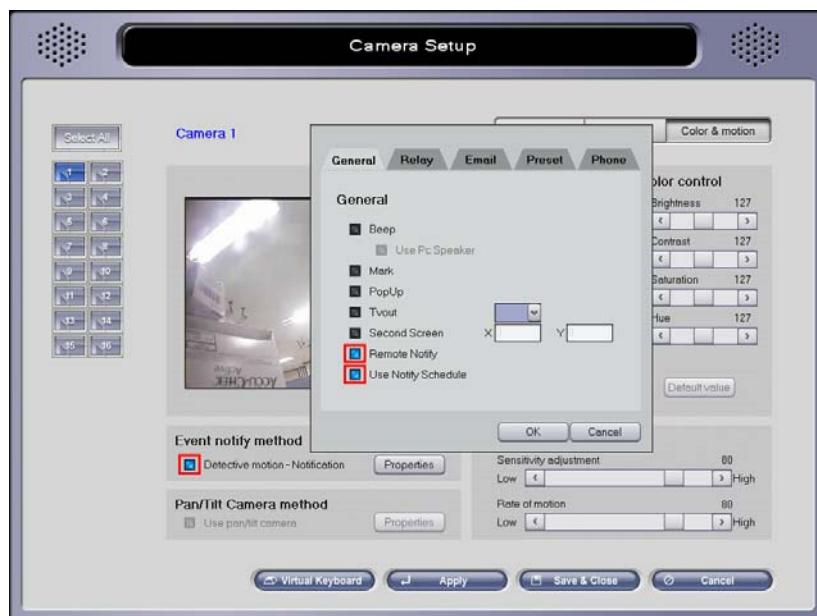 Camera Setup
Select All
Camera 1
Color & motion
1 2
3 4
5 6
7 8
9 10
11 12
13 14
15 16
General Relay Email Preset Phone
General
Beep
Use Pc Speaker
Mark
PopUp
Tvout
Second Screen X Y
Remote Notify
Use Notify Schedule
OK Cancel
olor control
Brightness 127
Contrast 127
Saturation 127
Hue 127
Default value
ACCU-CHEK
Active
Event notify method
Detective motion - Notification Properties
Pan/Tilt Camera method
Use pan/tilt camera Properties
Sensitivity adjustment 80
Low High
Rate of motion 80
Low High
Virtual Keyboard Apply Save & Close Cancel